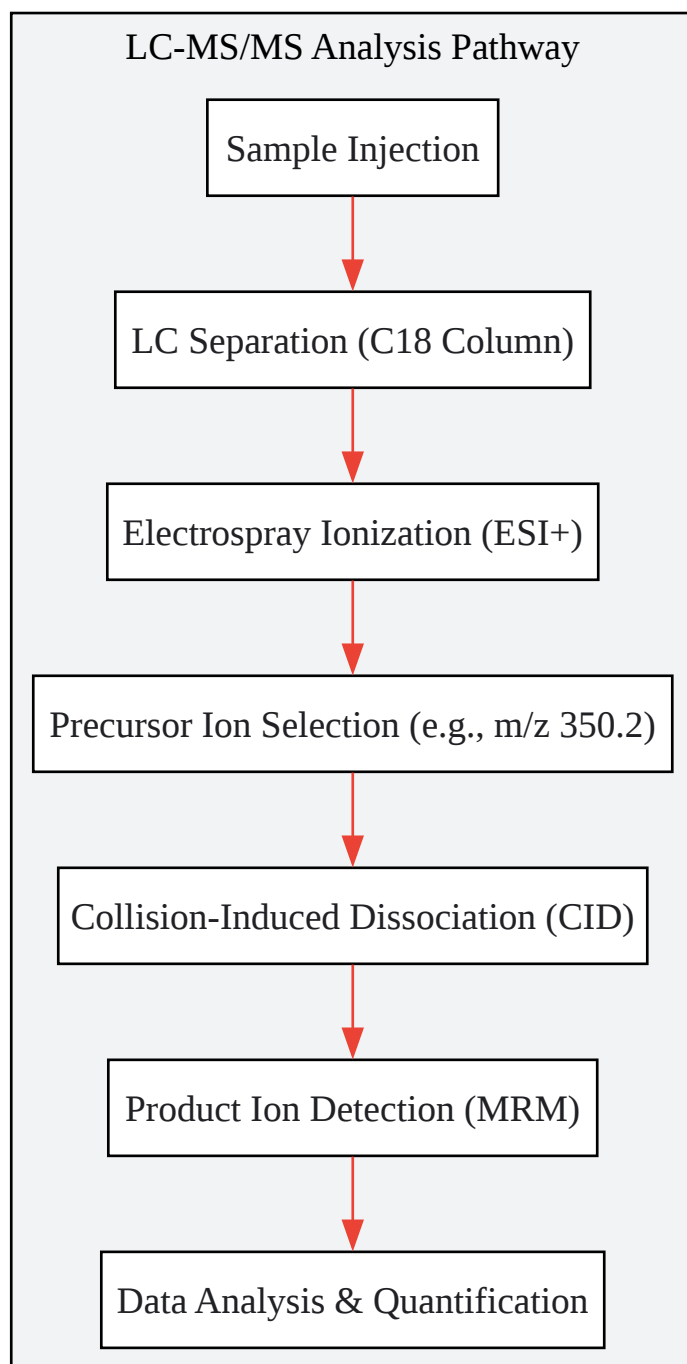 LC-MS/MS Analysis Pathway
Sample Injection
LC Separation (C18 Column)
Electrospray Ionization (ESI+)
Precursor Ion Selection (e.g., m/z 350.2)
Collision-Induced Dissociation (CID)
Product Ion Detection (MRM)
Data Analysis & Quantification